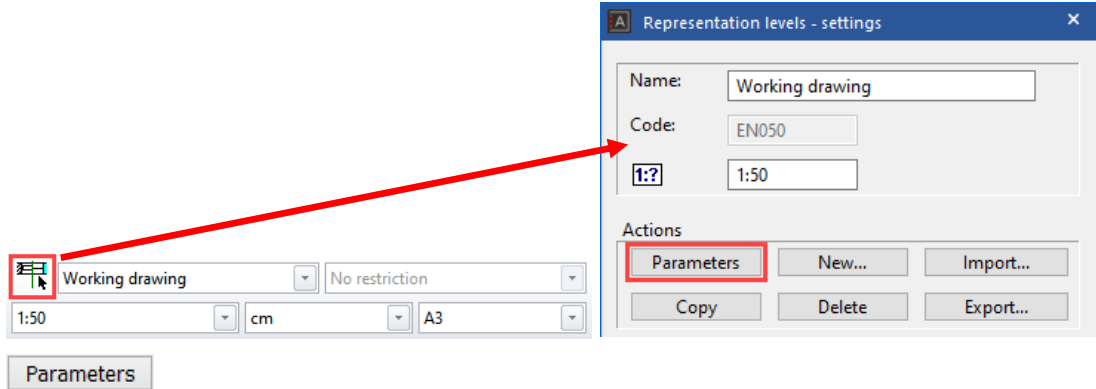 A Representation levels - settings ×
Name: Working drawing
Code: EN050
1:? 1:50
Actions
Parameters New... Import...
Copy Delete Export...
Working drawing No restriction
1:50 cm A3
Parameters